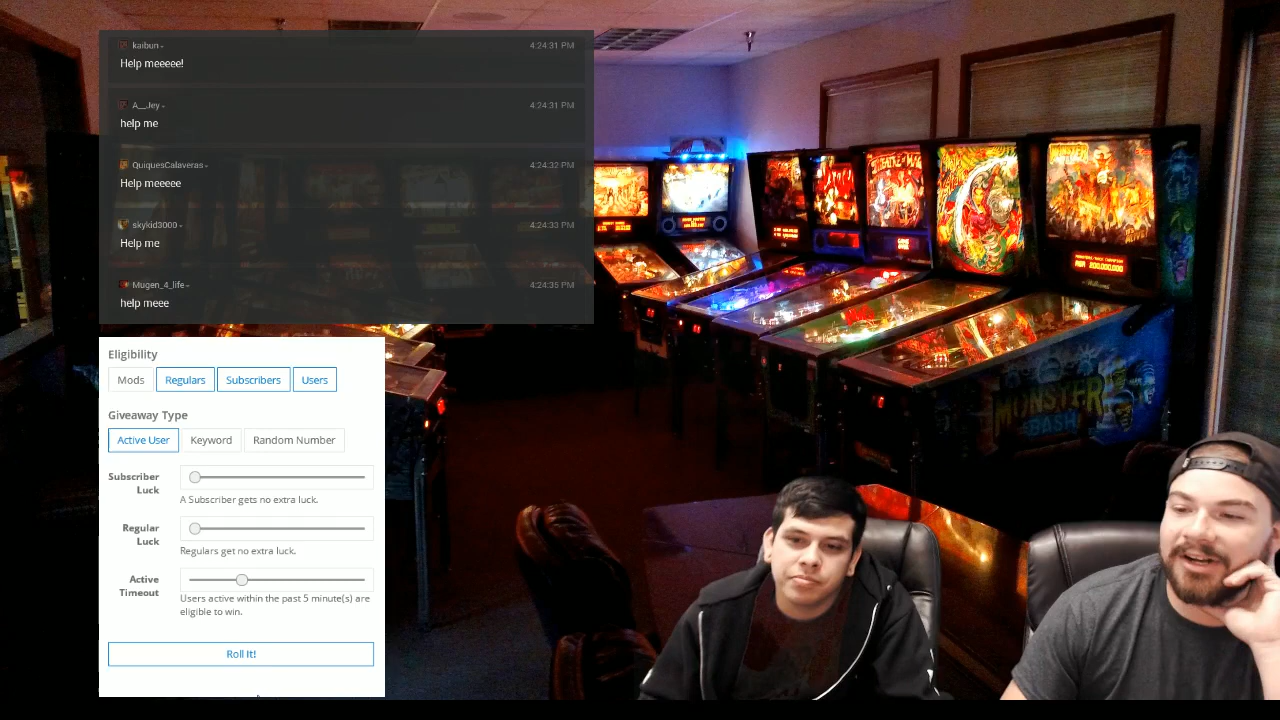 kaibun
4:24:31 PM
Help meeeee!
A__Jey
4:24:31 PM
help me
QuiquesCalaveras
4:24:32 PM
Help meeeee
skykid3000
4:24:33 PM
Help me
Mugen_4_life
4:24:35 PM
help meee
Eligibility
Mods Regulars Subscribers Users
Giveaway Type
Active User Keyword Random Number
Subscriber
Luck
A Subscriber gets no extra luck.
Regular
Luck
Regulars get no extra luck.
Active
Timeout
Users active within the past 5 minute(s) are
eligible to win.
Roll It!
MONSTER
BASH